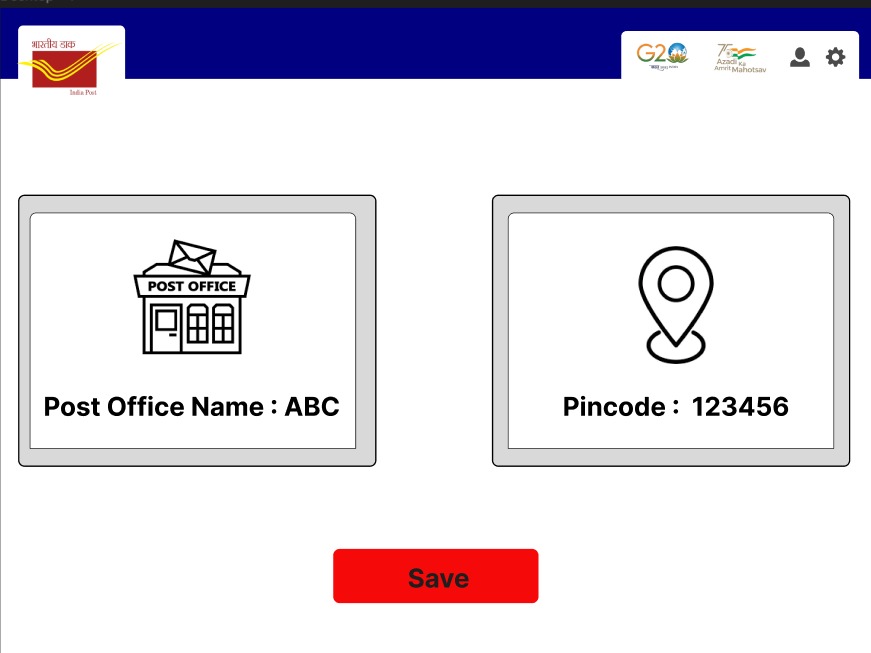 भारतीय डाक
India Post
G20
75
Azadi Ka
Amrit Mahotsav
POST OFFICE
Post Office Name : ABC
Pincode : 123456
Save